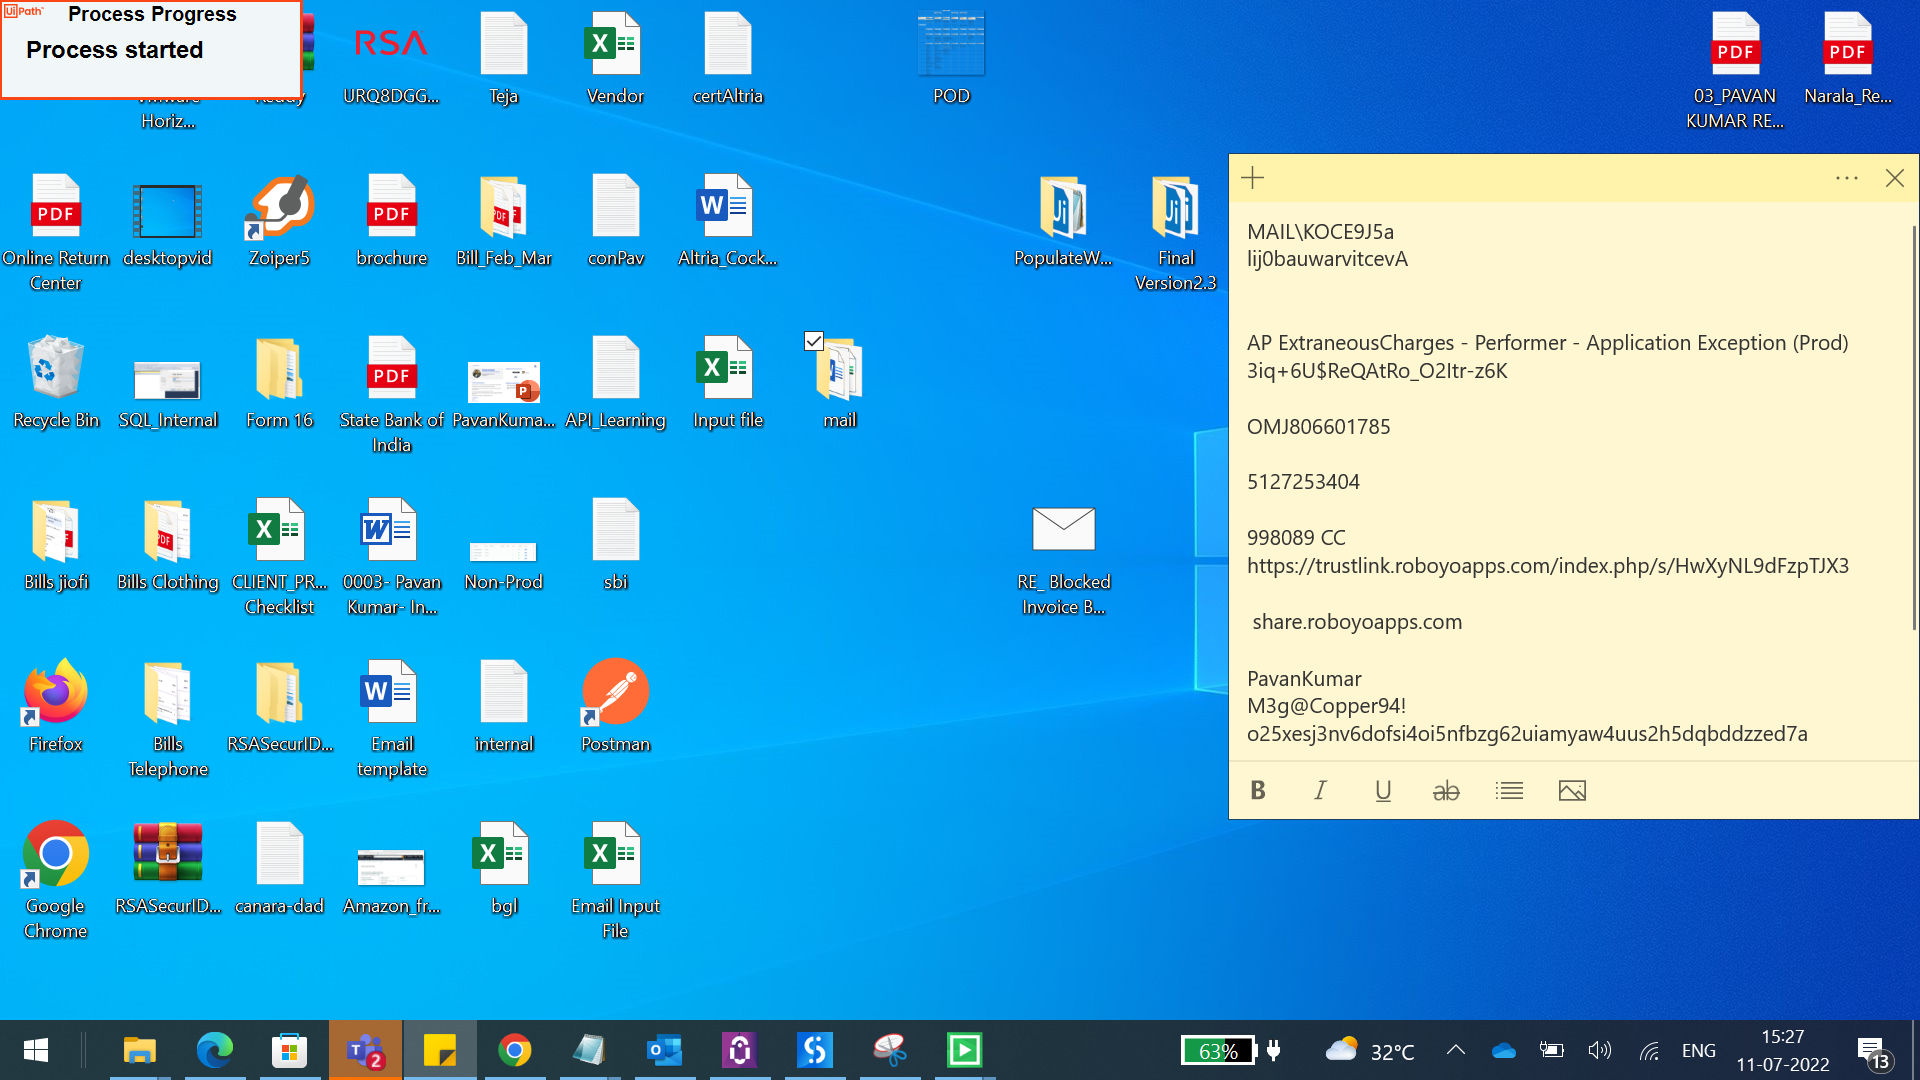 UiPath
Process Progress
Process started
Horiz...
URQ8DGG...
Teja
Vendor
certAltria
POD
03_PAVAN
KUMAR RE...
Narala_Re...
Online Return
Center
desktopvid
Zoiper5
brochure
Bill_Feb_Mar
conPav
Altria_Cock...
PopulateW...
Final
Version2.3
Recycle Bin
SQL_Internal
Form 16
State Bank of
India
PavanKuma...
API_Learning
Input file
mail
Bills jiofi
Bills Clothing
CLIENT_PR...
Checklist
0003- Pavan
Kumar- In...
Non-Prod
sbi
RE_ Blocked
Invoice B...
Firefox
Bills
Telephone
RSASecurID...
Email
template
internal
Postman
Google
Chrome
RSASecurID...
canara-dad
Amazon_fr...
bgl
Email Input
File
MAIL\KOCE9J5a
lij0bauwarvitcevA
AP ExtraneousCharges - Performer - Application Exception (Prod)
3iq+6U$ReQAtRo_O2Itr-z6K
OMJ806601785
5127253404
998089 CC
https://trustlink.roboyoapps.com/index.php/s/HwXyNL9dFzpTJX3
share.roboyoapps.com
PavanKumar
M3g@Copper94!
o25xesj3nv6dofsi4oi5nfbzg62uiamyaw4uus2h5dqbddzzed7a
63%
32°C
ENG
15:27
11-07-2022
13